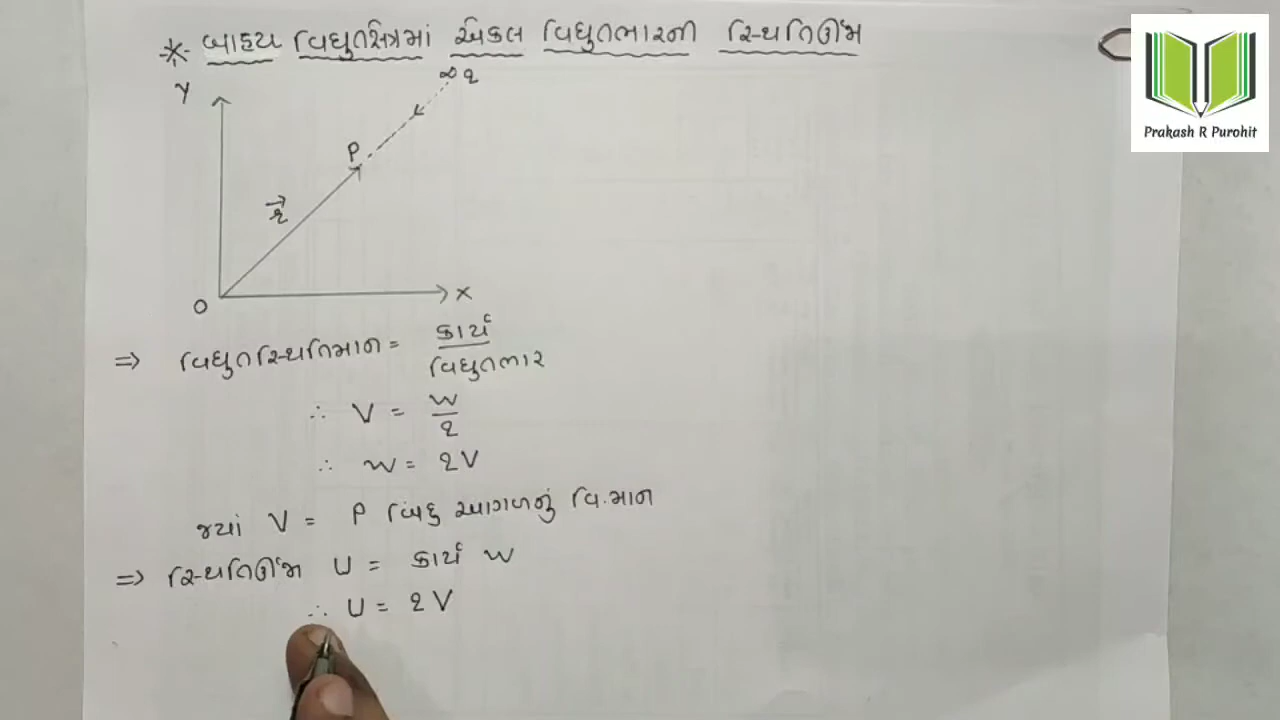 * બાહ્ય વિદ્યુતક્ષેત્રમાં એકલ વિદ્યુતભારની સ્થિતિઊર્જા
Prakash R Purohit
∞ q
Y
P
r⃗
O
X
⇒ વિદ્યુતસ્થિતિમાન = કાર્ય / વિદ્યુતભાર
∴ V = W / q
∴ W = qV
જ્યાં V = P બિંદુ આગળનું વિ.માન
⇒ સ્થિતિઊર્જા U = કાર્ય W
∴ U = qV